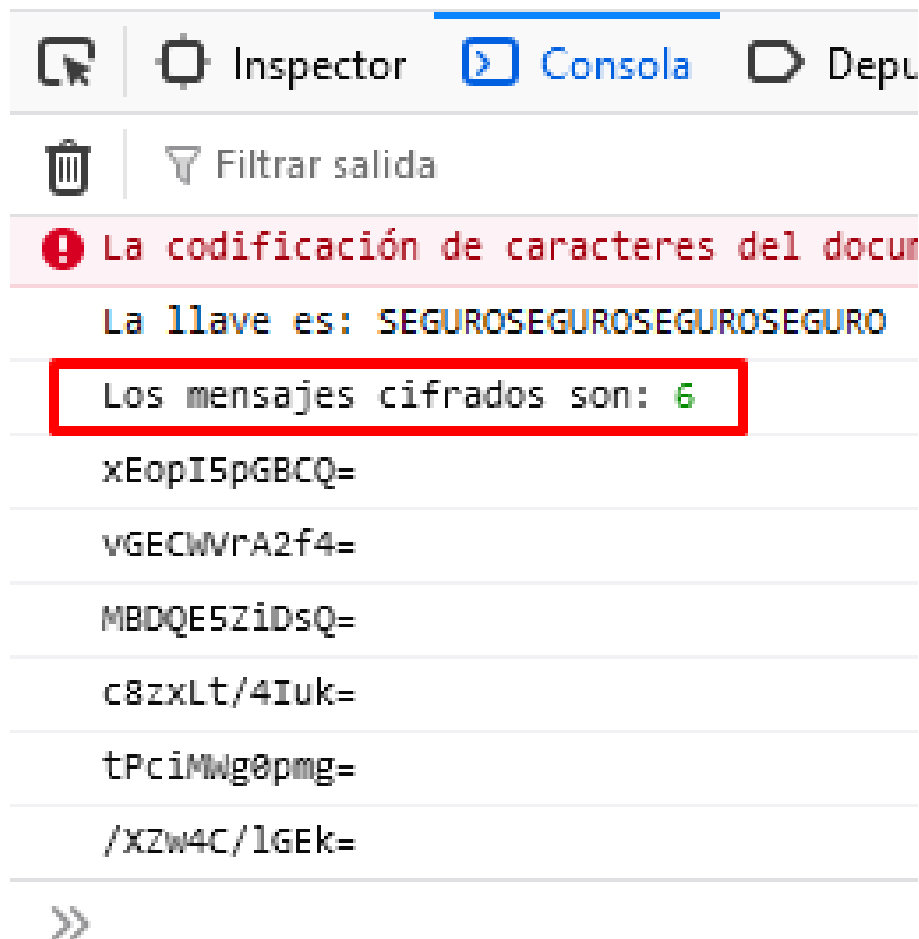 Inspector Consola Depu
Filtrar salida
La codificación de caracteres del docum
La llave es: SEGUROSEGUROSEGUROSEGURO
Los mensajes cifrados son: 6
xEopI5pGBCQ=
vGECWVrA2f4=
MBDQE5ZiDsQ=
c8zxLt/4Iuk=
tPciMWg0pmg=
/XZw4C/lGEk=